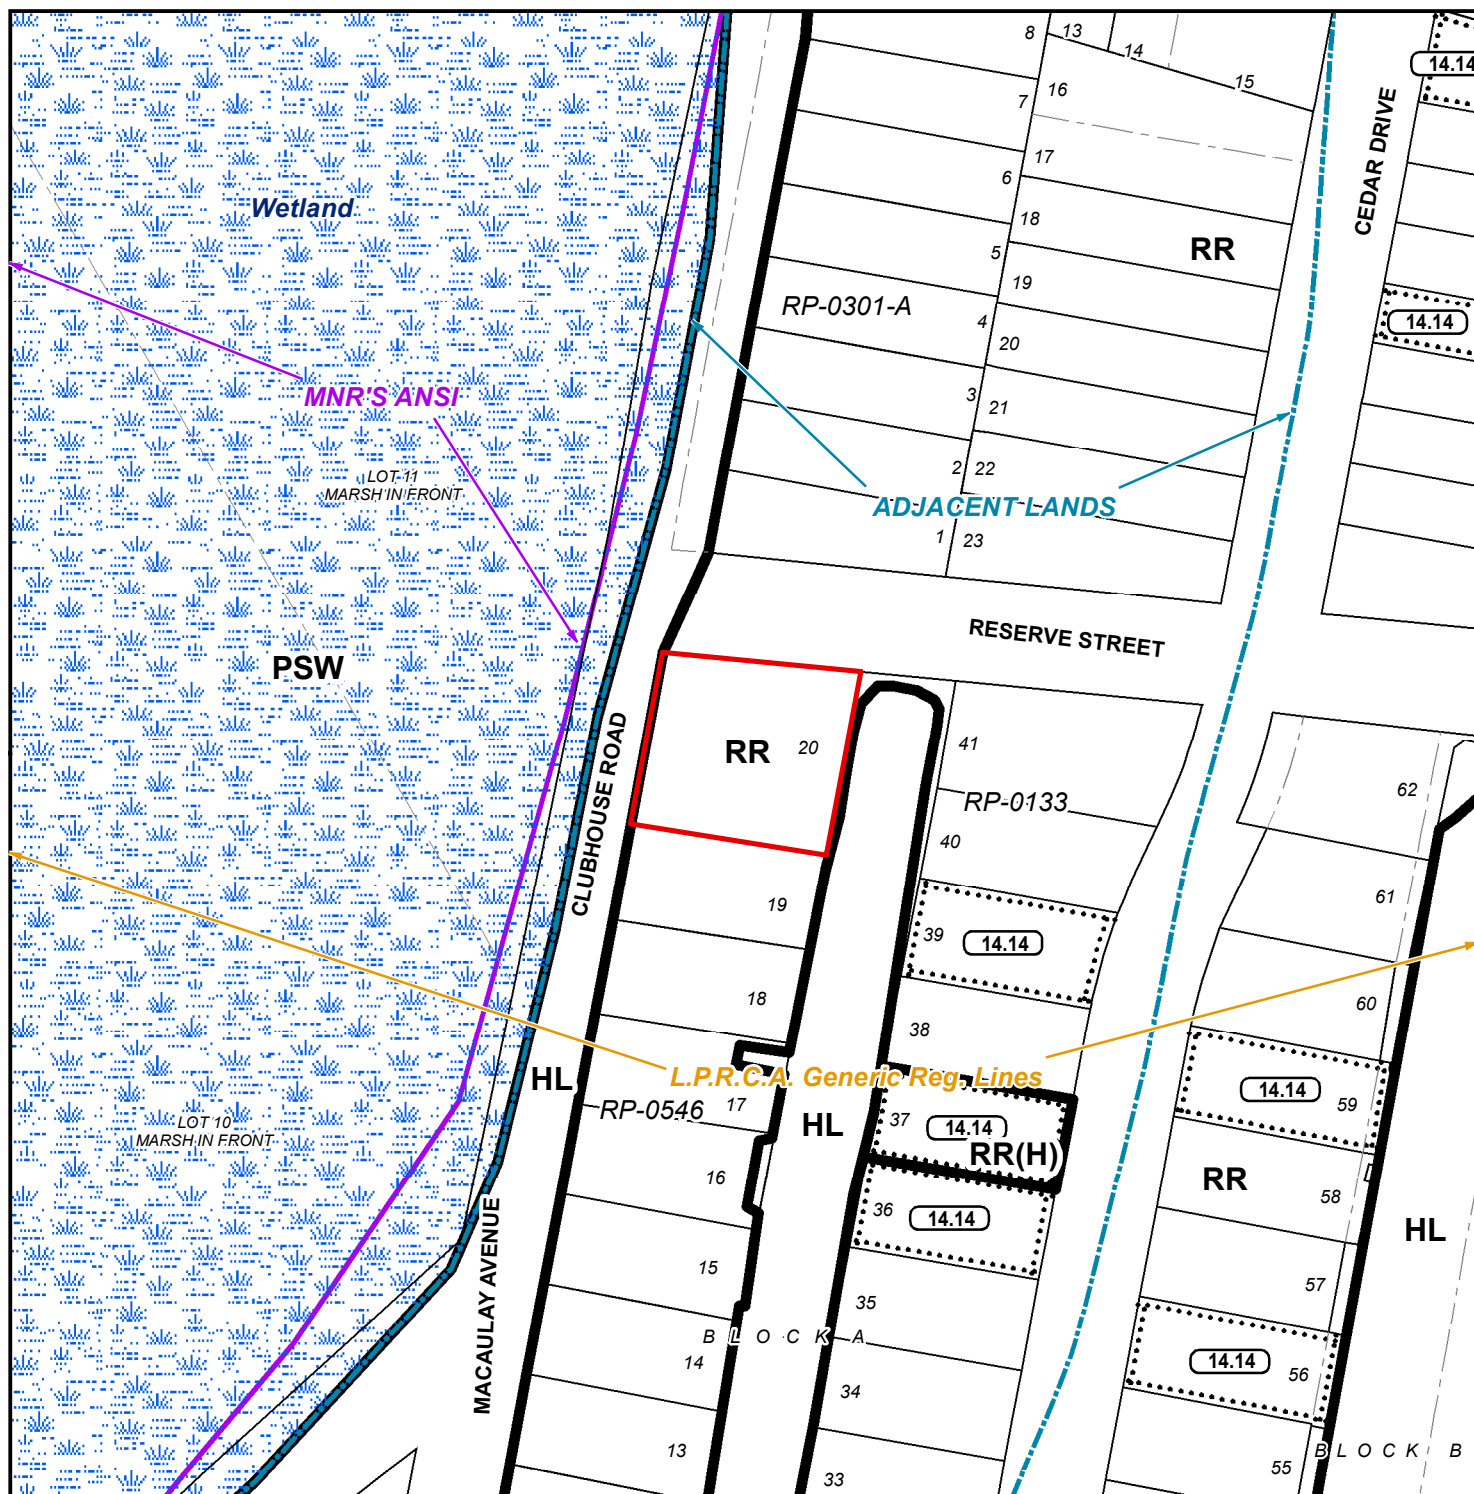 8
13
14
15
14.14
7
16
CEDAR DRIVE
17
6
Wetland
18
RR
5
19
RP-0301-A
4
14.14
20
MNR'S ANSI
3
21
LOT 11
MARSH IN FRONT
2
22
ADJACENT LANDS
1
23
RESERVE STREET
PSW
CLUBHOUSE ROAD
RR
20
41
RP-0133
62
40
19
61
39
14.14
18
60
38
HL
L.P.R.C.A. Generic Reg. Lines
14.14
59
RP-0546
17
LOT 10
MARSH IN FRONT
HL
37
14.14
RR(H)
16
RR
58
36
14.14
HL
MACAULAY AVENUE
15
57
35
BLOCK A
14
14.14
56
34
13
BLOCK B
55
33